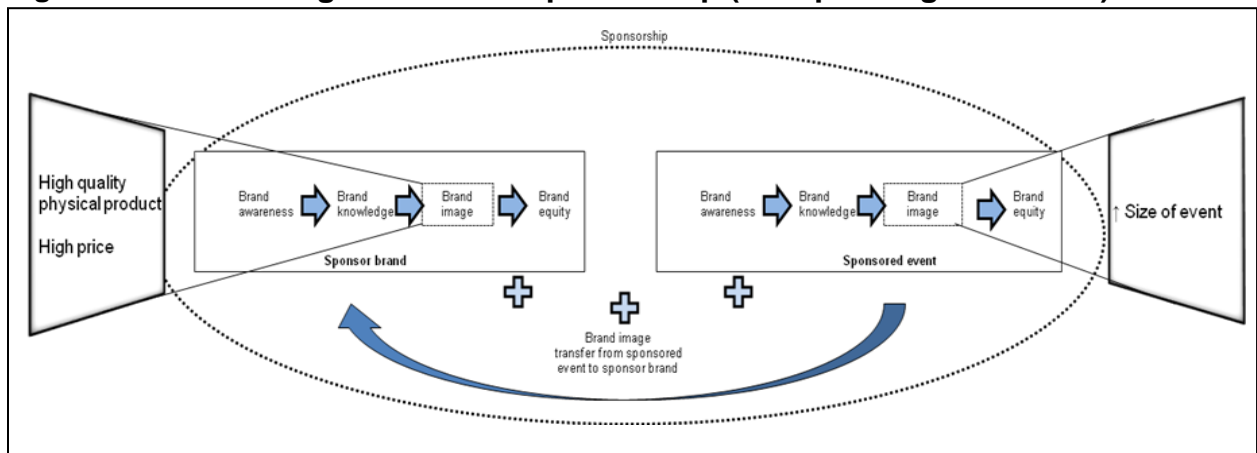 Sponsorship
High quality
physical product
High price
Brand
awareness
Brand
knowledge
Brand
image
Brand
equity
Sponsor brand
Brand
awareness
Brand
knowledge
Brand
image
Brand
equity
Sponsored event
↑ Size of event
Brand image
transfer from sponsored
event to sponsor brand